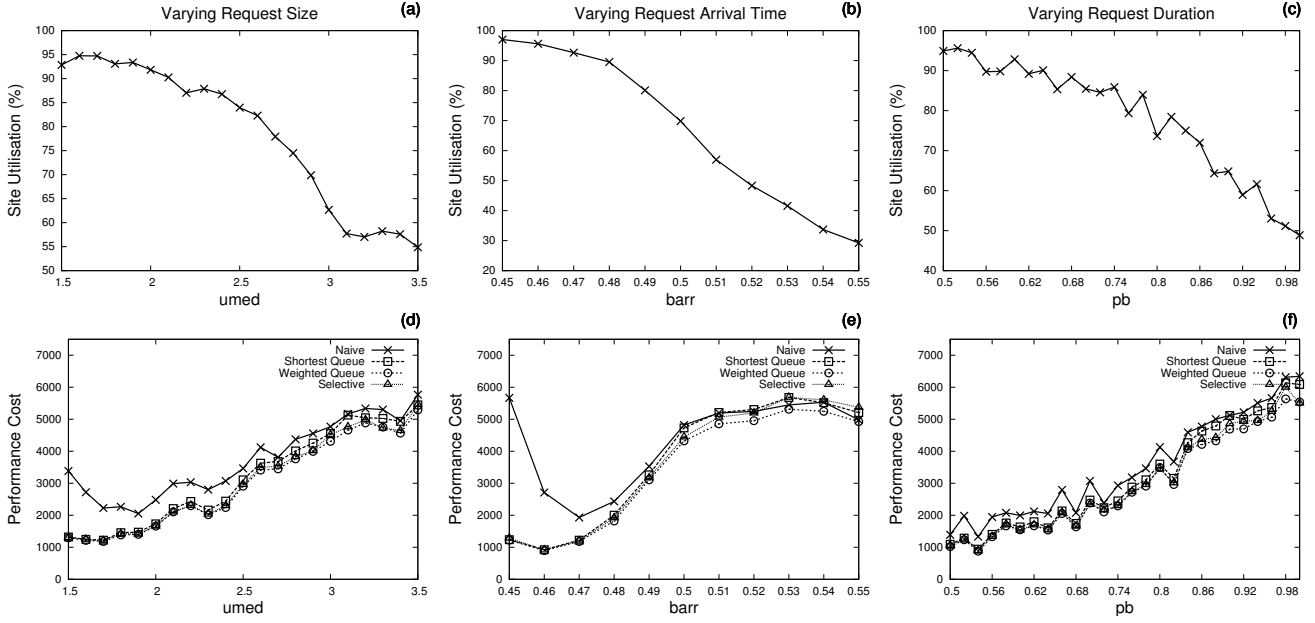 Varying Request Size
(a)
100
95
90
85
80
75
70
65
60
55
50
Site Utilisation (%)
1.5 2 2.5 3 3.5
umed
Varying Request Arrival Time
(b)
100
90
80
70
60
50
40
30
20
Site Utilisation (%)
0.45 0.46 0.47 0.48 0.49 0.5 0.51 0.52 0.53 0.54 0.55
barr
Varying Request Duration
(c)
100
90
80
70
60
50
40
Site Utilisation (%)
0.5 0.56 0.62 0.68 0.74 0.8 0.86 0.92 0.98
pb
(d)
7000
6000
5000
4000
3000
2000
1000
0
Performance Cost
Naive
Shortest Queue
Weighted Queue
Selective
1.5 2 2.5 3 3.5
umed
(e)
7000
6000
5000
4000
3000
2000
1000
0
Performance Cost
Naive
Shortest Queue
Weighted Queue
Selective
0.45 0.46 0.47 0.48 0.49 0.5 0.51 0.52 0.53 0.54 0.55
barr
(f)
7000
6000
5000
4000
3000
2000
1000
0
Performance Cost
Naive
Shortest Queue
Weighted Queue
Selective
0.5 0.56 0.62 0.68 0.74 0.8 0.86 0.92 0.98
pb